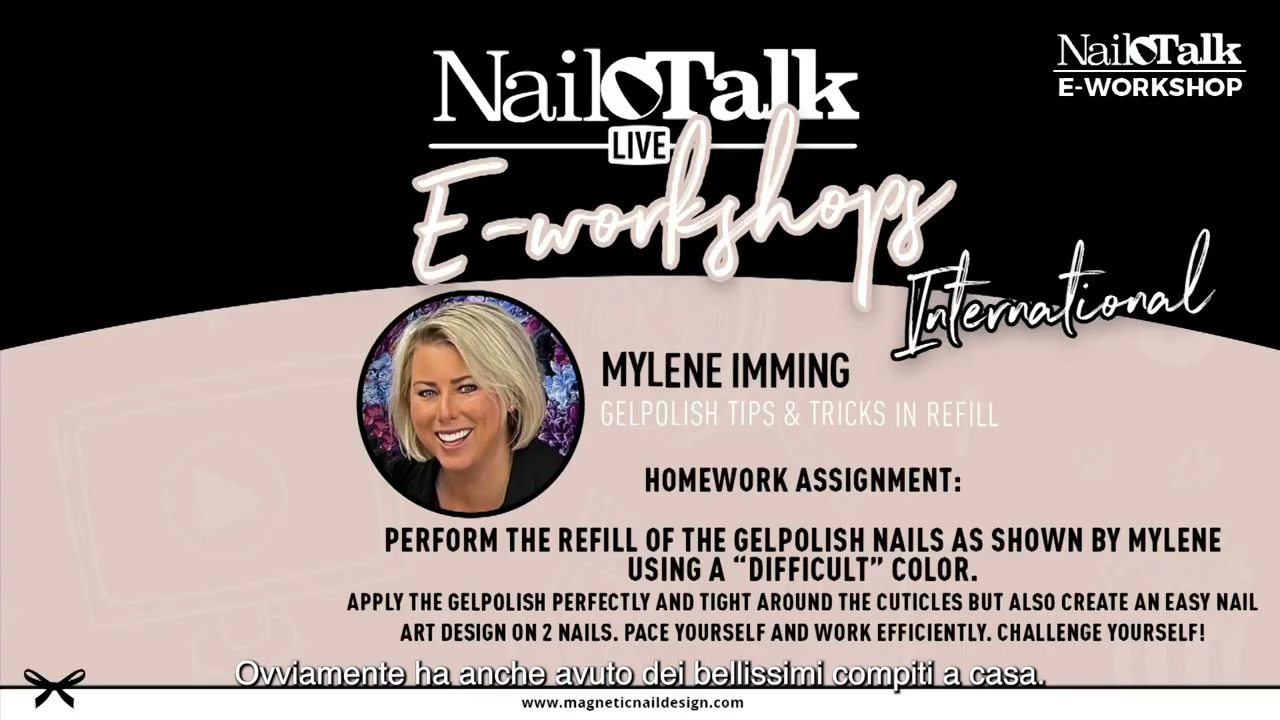 NailTalk
NailTalk
E-WORKSHOP
LIVE
E-workshops
International
MYLENE IMMING
GELPOLISH TIPS & TRICKS IN REFILL
HOMEWORK ASSIGNMENT:
PERFORM THE REFILL OF THE GELPOLISH NAILS AS SHOWN BY MYLENE
USING A “DIFFICULT” COLOR.
APPLY THE GELPOLISH PERFECTLY AND TIGHT AROUND THE CUTICLES BUT ALSO CREATE AN EASY NAIL
ART DESIGN ON 2 NAILS. PACE YOURSELF AND WORK EFFICIENTLY. CHALLENGE YOURSELF!
Ovviamente ha anche avuto dei bellissimi compiti a casa.
www.magneticnaildesign.com